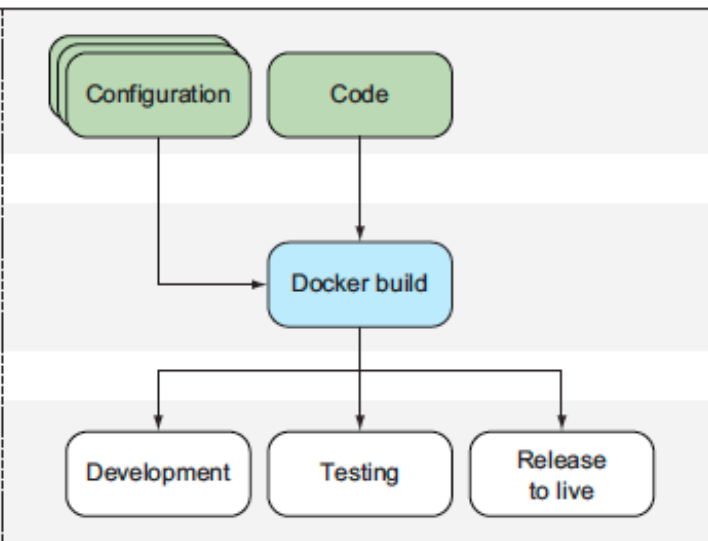 Configuration
Code
Docker build
Development
Testing
Release
to live